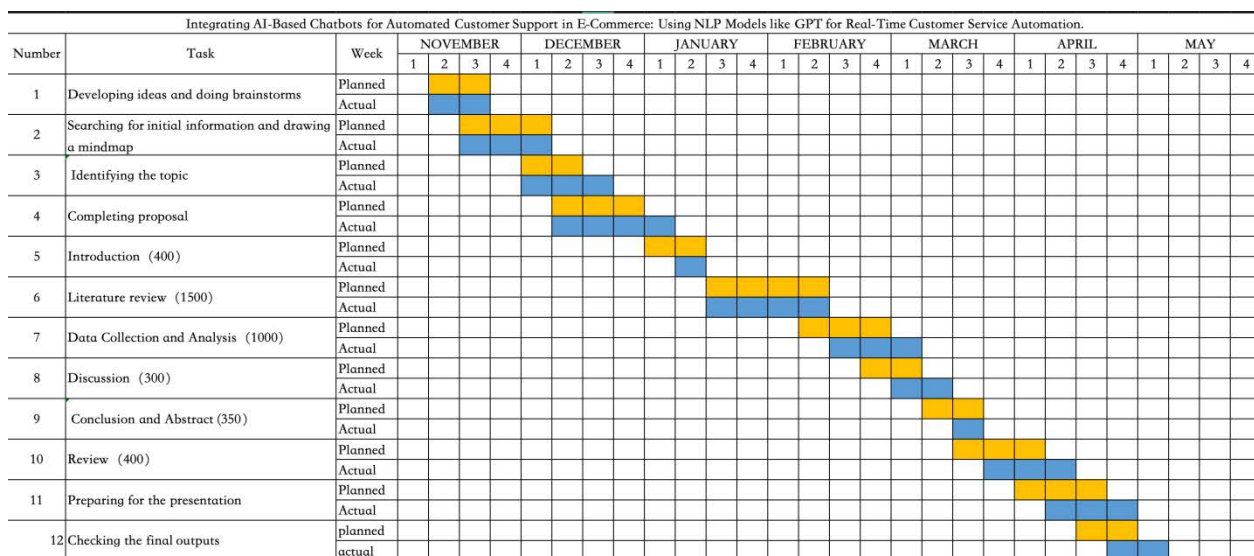 Integrating AI-Based Chatbots for Automated Customer Support in E-Commerce: Using NLP Models like GPT for Real-Time Customer Service Automation.
Number Task Week NOVEMBER DECEMBER JANUARY FEBRUARY MARCH APRIL MAY
1 2 3 4 1 2 3 4 1 2 3 4 1 2 3 4 1 2 3 4 1 2 3 4 1 2 3 4
1 Developing ideas and doing brainstorms Planned
Actual
2 Searching for initial information and drawing Planned
a mindmap Actual
3 Identifying the topic Planned
Actual
4 Completing proposal Planned
Actual
5 Introduction (400) Planned
Actual
6 Literature review (1500) Planned
Actual
7 Data Collection and Analysis (1000) Planned
Actual
8 Discussion (300) Planned
Actual
9 Conclusion and Abstract (350) Planned
Actual
10 Review (400) Planned
Actual
11 Preparing for the presentation Planned
Actual
12 Checking the final outputs planned
actual